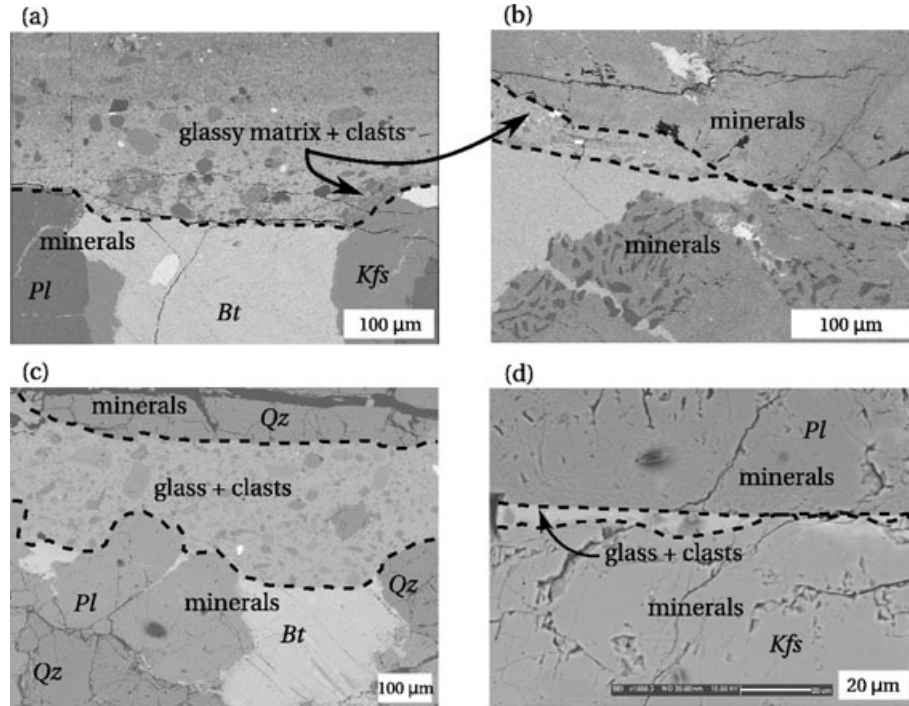 (a)
glassy matrix + clasts
minerals
Pl
Bt
Kfs
100 µm
(b)
minerals
minerals
100 µm
(c)
minerals
Qz
glass + clasts
Pl
minerals
Qz
Bt
Qz
100 µm
(d)
Pl
minerals
glass + clasts
minerals
Kfs
20 µm